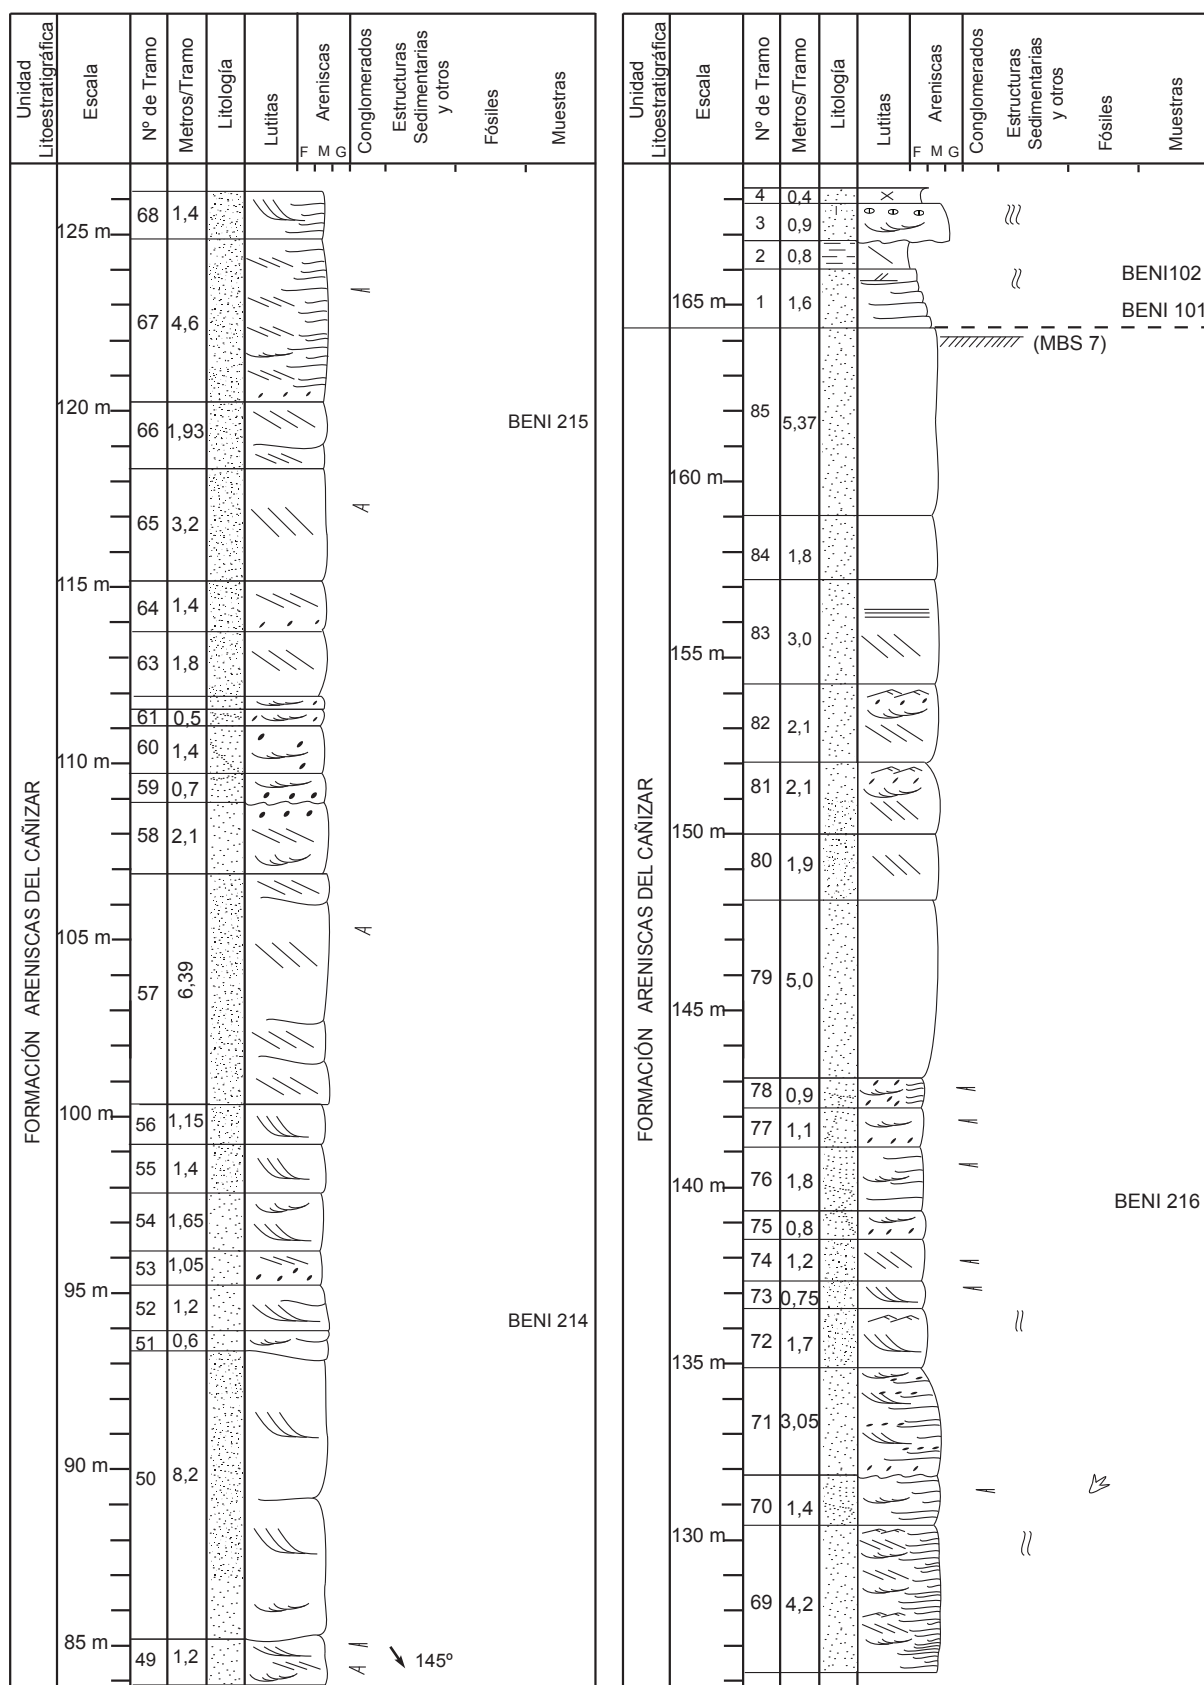 Unidad
Litoestratigráfica
Escala
Nº de Tramo
Metros/Tramo
Litología
Lutitas
Areniscas
F M G
Conglomerados
Estructuras
Sedimentarias
y otros
Fósiles
Muestras
FORMACIÓN ARENISCAS DEL CAÑIZAR
68 1,4
125 m
67 4,6
120 m
66 1,93
BENI 215
65 3,2
115 m
64 1,4
63 1,8
61 0,5
60 1,4
110 m
59 0,7
58 2,1
105 m
57 6,39
100 m
56 1,15
55 1,4
54 1,65
53 1,05
95 m
52 1,2
BENI 214
51 0,6
90 m
50 8,2
85 m
49 1,2
145º
Unidad
Litoestratigráfica
Escala
Nº de Tramo
Metros/Tramo
Litología
Lutitas
Areniscas
F M G
Conglomerados
Estructuras
Sedimentarias
y otros
Fósiles
Muestras
FORMACIÓN ARENISCAS DEL CAÑIZAR
4 0,4
3 0,9
2 0,8
BENI102
165 m
1 1,6
BENI 101
(MBS 7)
85 5,37
160 m
84 1,8
83 3,0
155 m
82 2,1
81 2,1
150 m
80 1,9
79 5,0
145 m
78 0,9
77 1,1
76 1,8
140 m
BENI 216
75 0,8
74 1,2
73 0,75
72 1,7
135 m
71 3,05
70 1,4
130 m
69 4,2